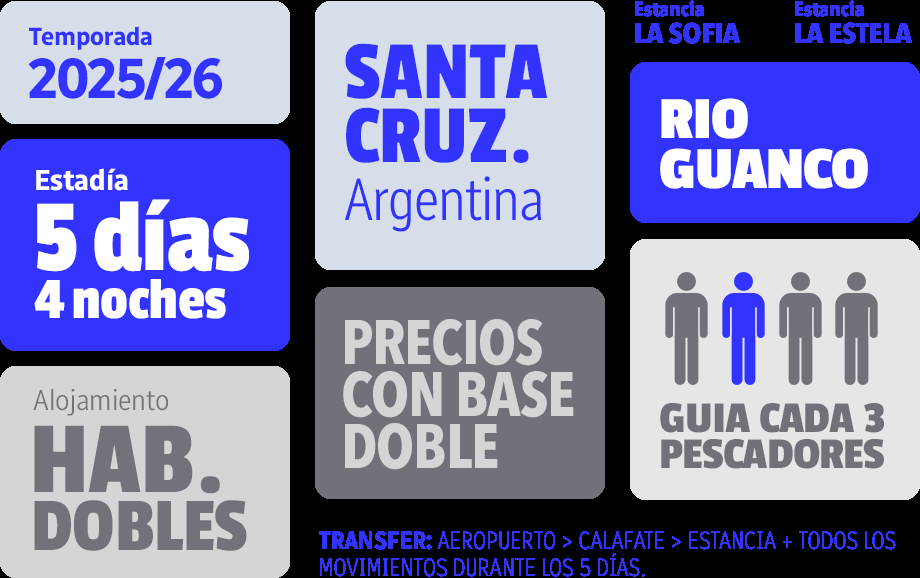 Temporada
2025/26
Estadía
5 días
4 noches
Alojamiento
HAB.
DOBLES
SANTA
CRUZ.
Argentina
PRECIOS
CON BASE
DOBLE
TRANSFER: AEROPUERTO > CALAFATE > ESTANCIA + TODOS LOS
MOVIMIENTOS DURANTE LOS 5 DÍAS.
Estancia
LA SOFIA
Estancia
LA ESTELA
RIO
GUANCO
GUIA CADA 3
PESCADORES